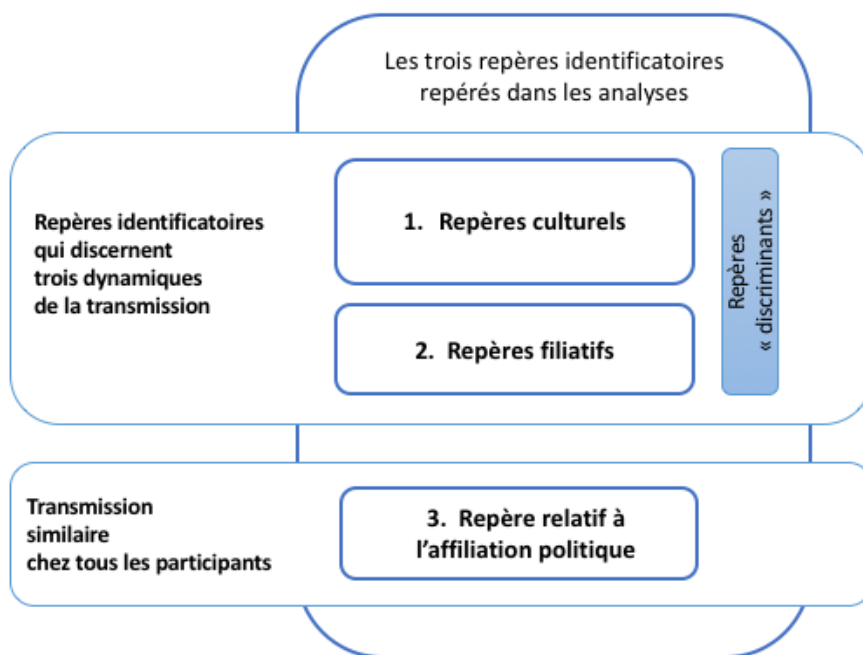 Les trois repères identificatoires
repérés dans les analyses
Repères identificatoires
qui discernent
trois dynamiques
de la transmission
1. Repères culturels
2. Repères filiatifs
Repères
« discriminants »
Transmission
similaire
chez tous les participants
3. Repère relatif à
l’affiliation politique